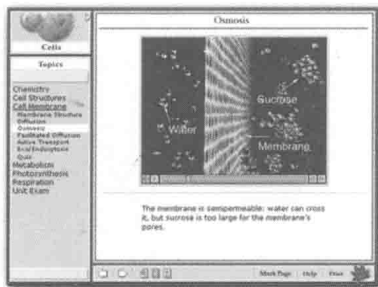 Osmosis
Cells
Topics
Chemistry
Cell Structures
Cell Membrane
Membrane Structure
Diffusion
Osmosis
Facilitated Diffusion
Active Transport
Exo/Endocytosis
Quiz
Metabolism
Photosynthesis
Respiration
Unit Exam
Sucrose
Water
Membrane
The membrane is semipermeable: water can cross
it, but sucrose is too large for the membrane's
pores.
Mark Page Help Print